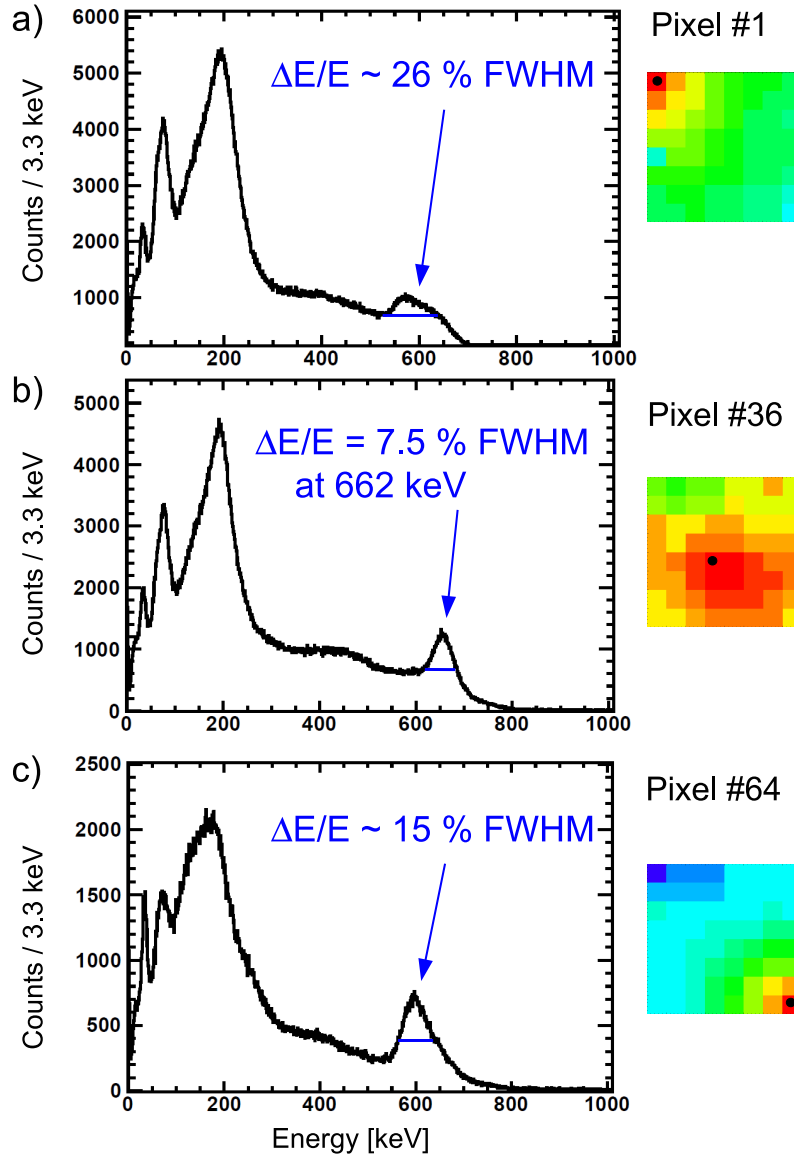 a)
Pixel #1
6000
5000
4000
3000
2000
1000
0 200 400 600 800 1000
Counts / 3.3 keV
ΔE/E ~ 26 % FWHM
b)
Pixel #36
5000
4000
3000
2000
1000
0
0 200 400 600 800 1000
Counts / 3.3 keV
ΔE/E = 7.5 % FWHM
at 662 keV
c)
Pixel #64
2500
2000
1500
1000
500
0
0 200 400 600 800 1000
Counts / 3.3 keV
ΔE/E ~ 15 % FWHM
Energy [keV]